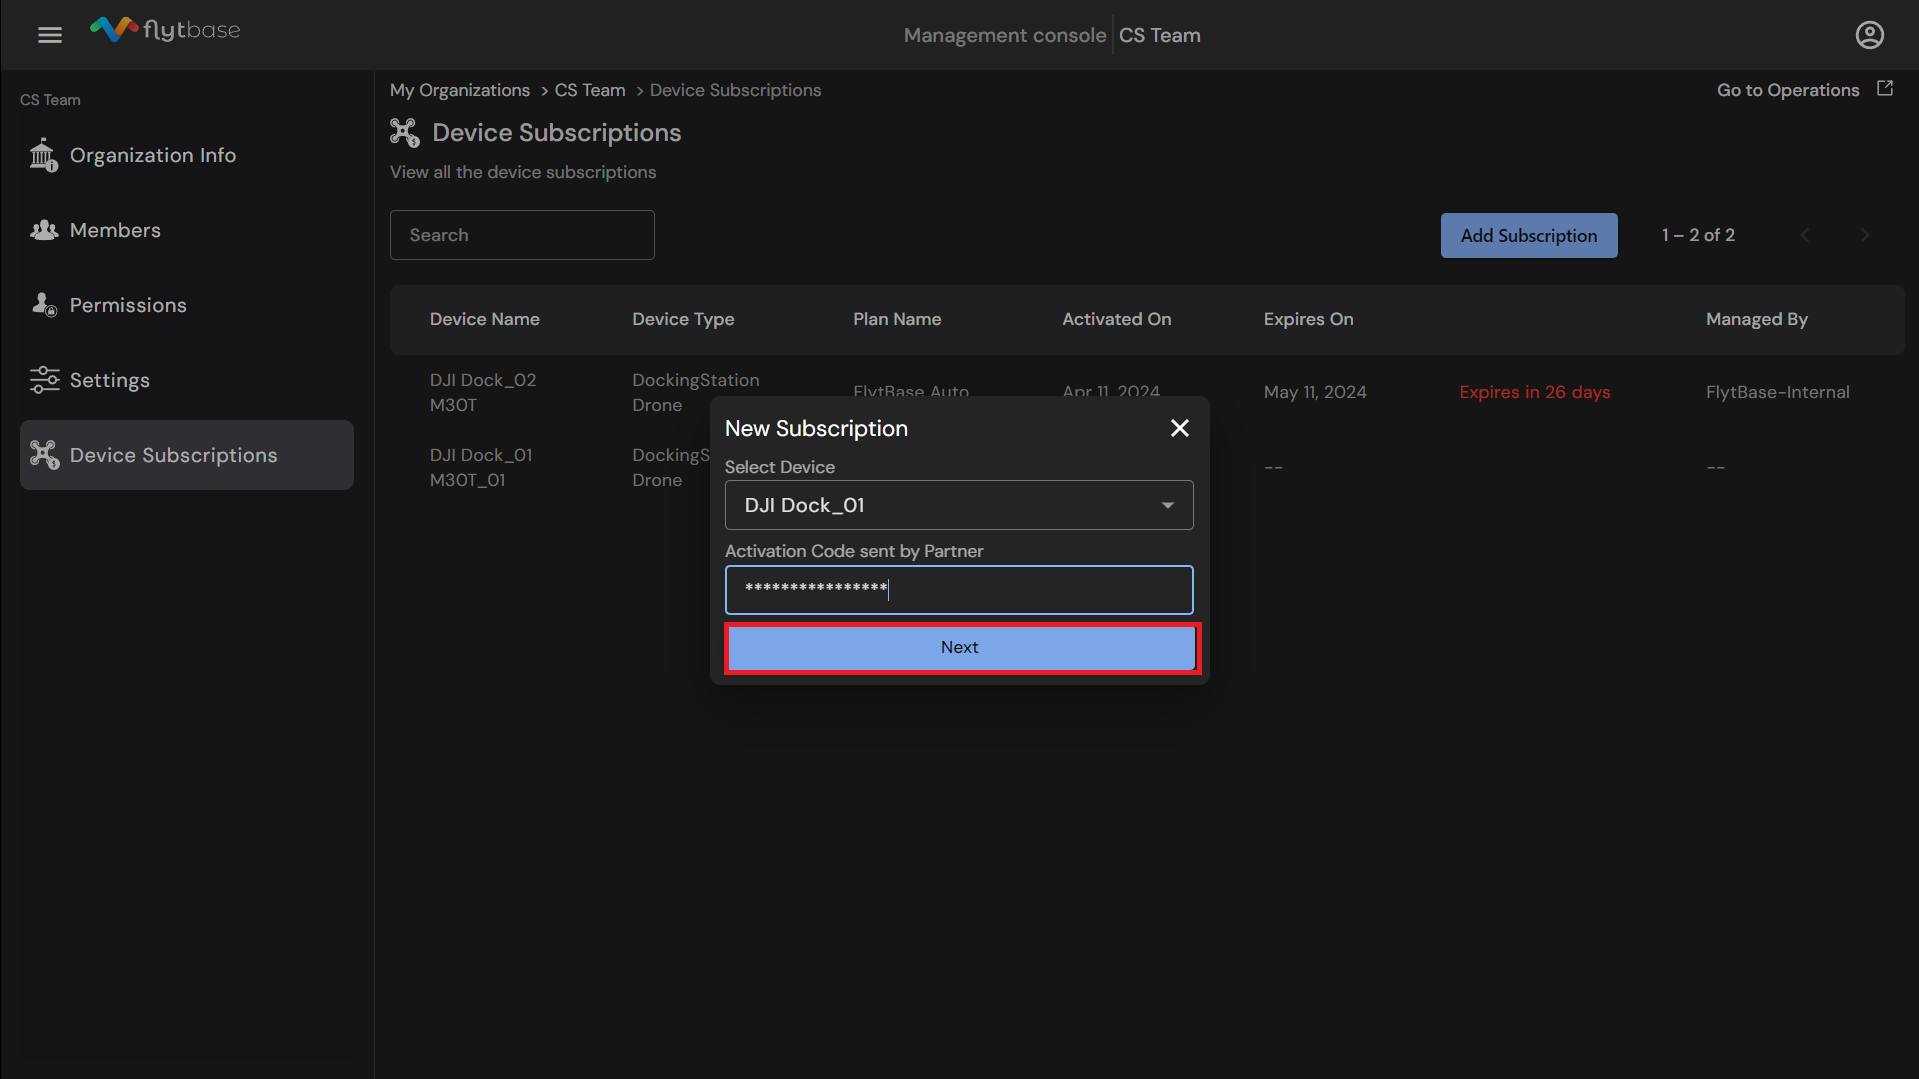 flytbase
Management console CS Team
CS Team
Organization Info
Members
Permissions
Settings
Device Subscriptions
My Organizations > CS Team > Device Subscriptions
Go to Operations
Device Subscriptions
View all the device subscriptions
Search
Add Subscription
1 – 2 of 2
Device Name Device Type Plan Name Activated On Expires On Managed By
DJI Dock_02 DockingStation
M30T Drone
FlytBase Auto Apr 11, 2024 May 11, 2024 Expires in 26 days FlytBase-Internal
DJI Dock_01 DockingS
M30T_01 Drone
-- --
New Subscription
Select Device
DJI Dock_01
Activation Code sent by Partner
****************
Next